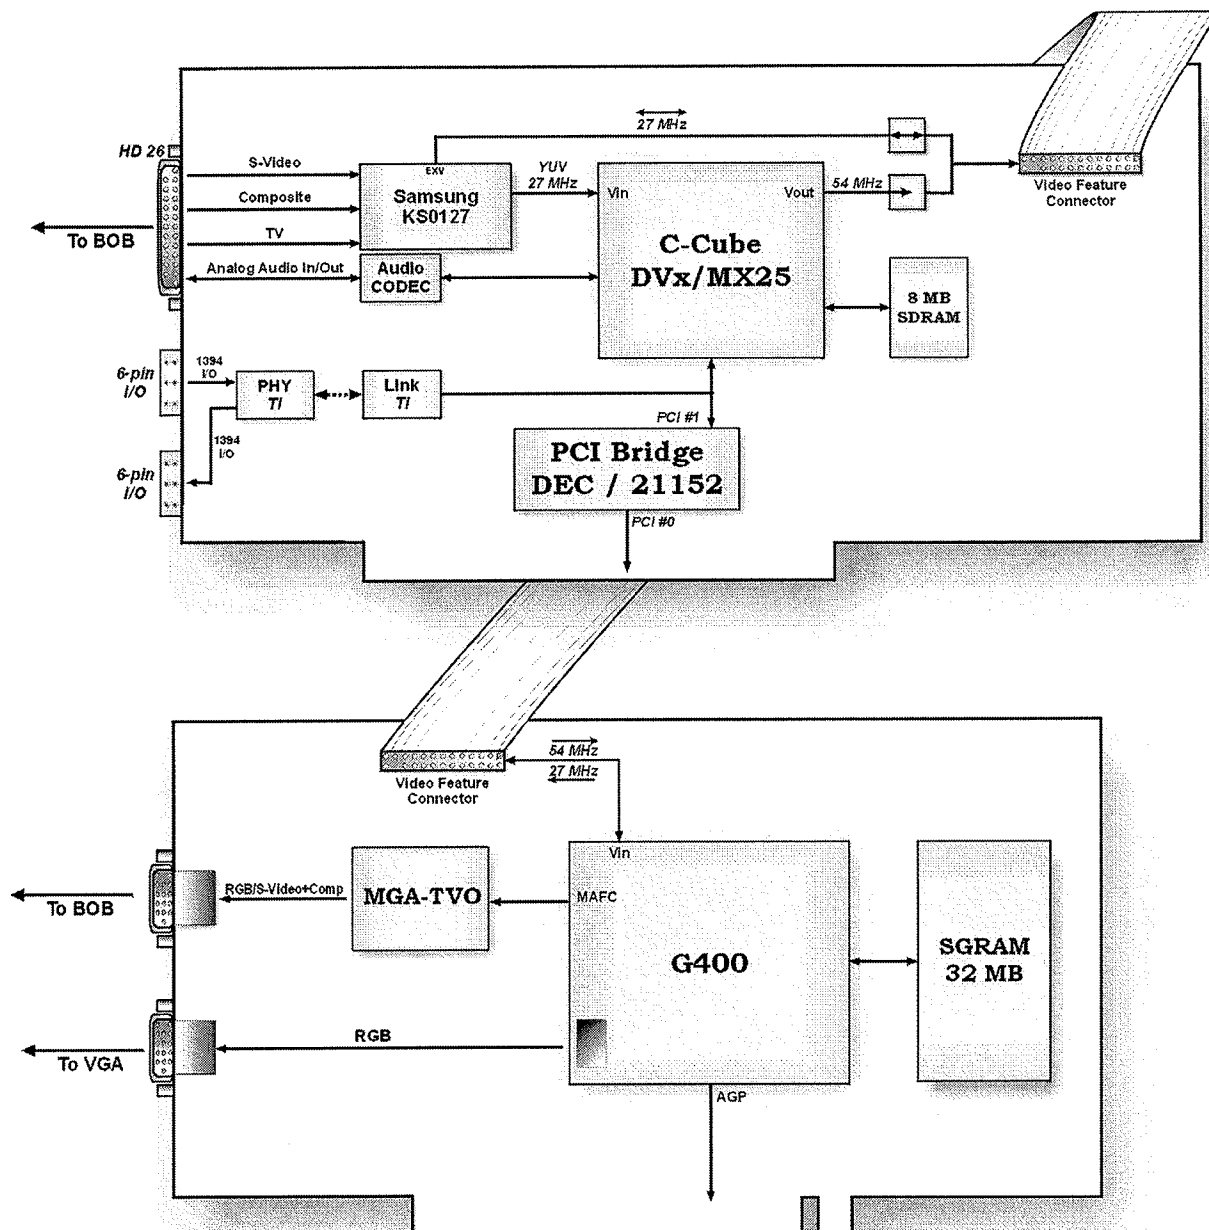 27 MHz
HD 26
S-Video
EXV
Samsung
KS0127
YUV
27 MHz
Vin
Vout
54 MHz
Video Feature
Connector
Composite
To BOB
TV
C-Cube
DVx/MX25
Analog Audio In/Out
Audio
CODEC
8 MB
SDRAM
6-pin
I/O
1394
I/O
PHY
TI
Link
TI
PCI #1
1394
I/O
6-pin
I/O
PCI Bridge
DEC / 21152
PCI #0
54 MHz
27 MHz
Video Feature
Connector
Vin
RGB/S-Video+Comp
MGA-TVO
MAFC
To BOB
G400
SGRAM
32 MB
RGB
To VGA
AGP